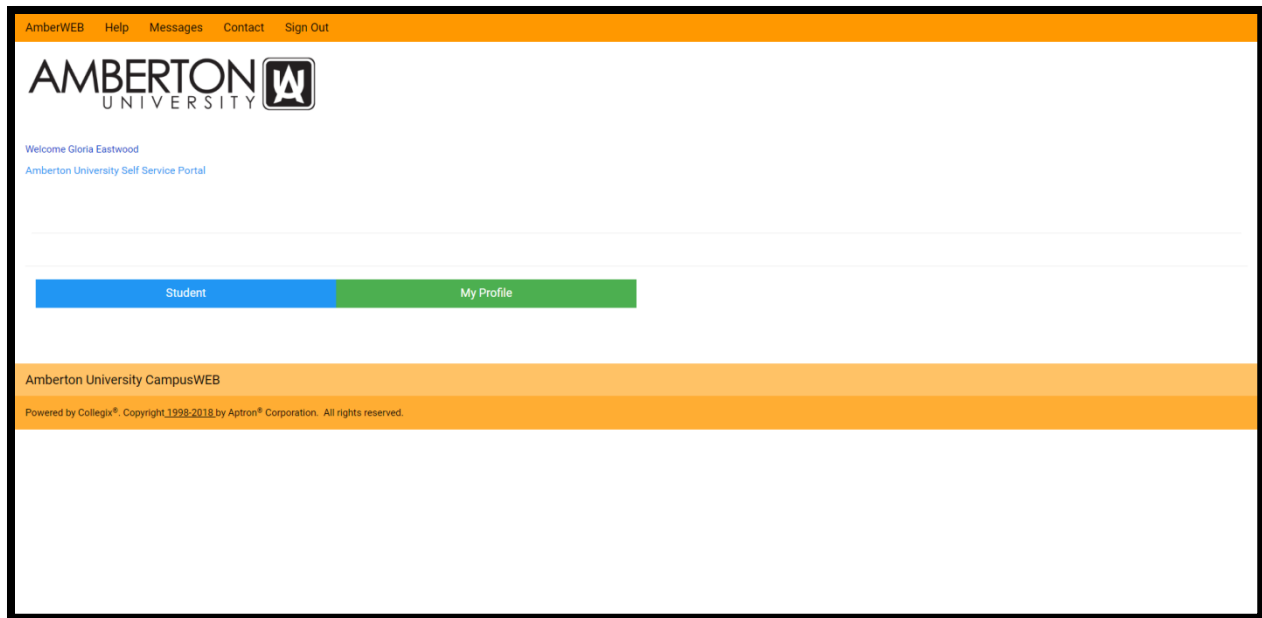 AmberWEB Help Messages Contact Sign Out
AMBERTON
UNIVERSITY
Welcome Gloria Eastwood
Amberton University Self Service Portal
Student My Profile
Amberton University CampusWEB
Powered by Collegix®. Copyright 1998-2018 by Aptron® Corporation. All rights reserved.